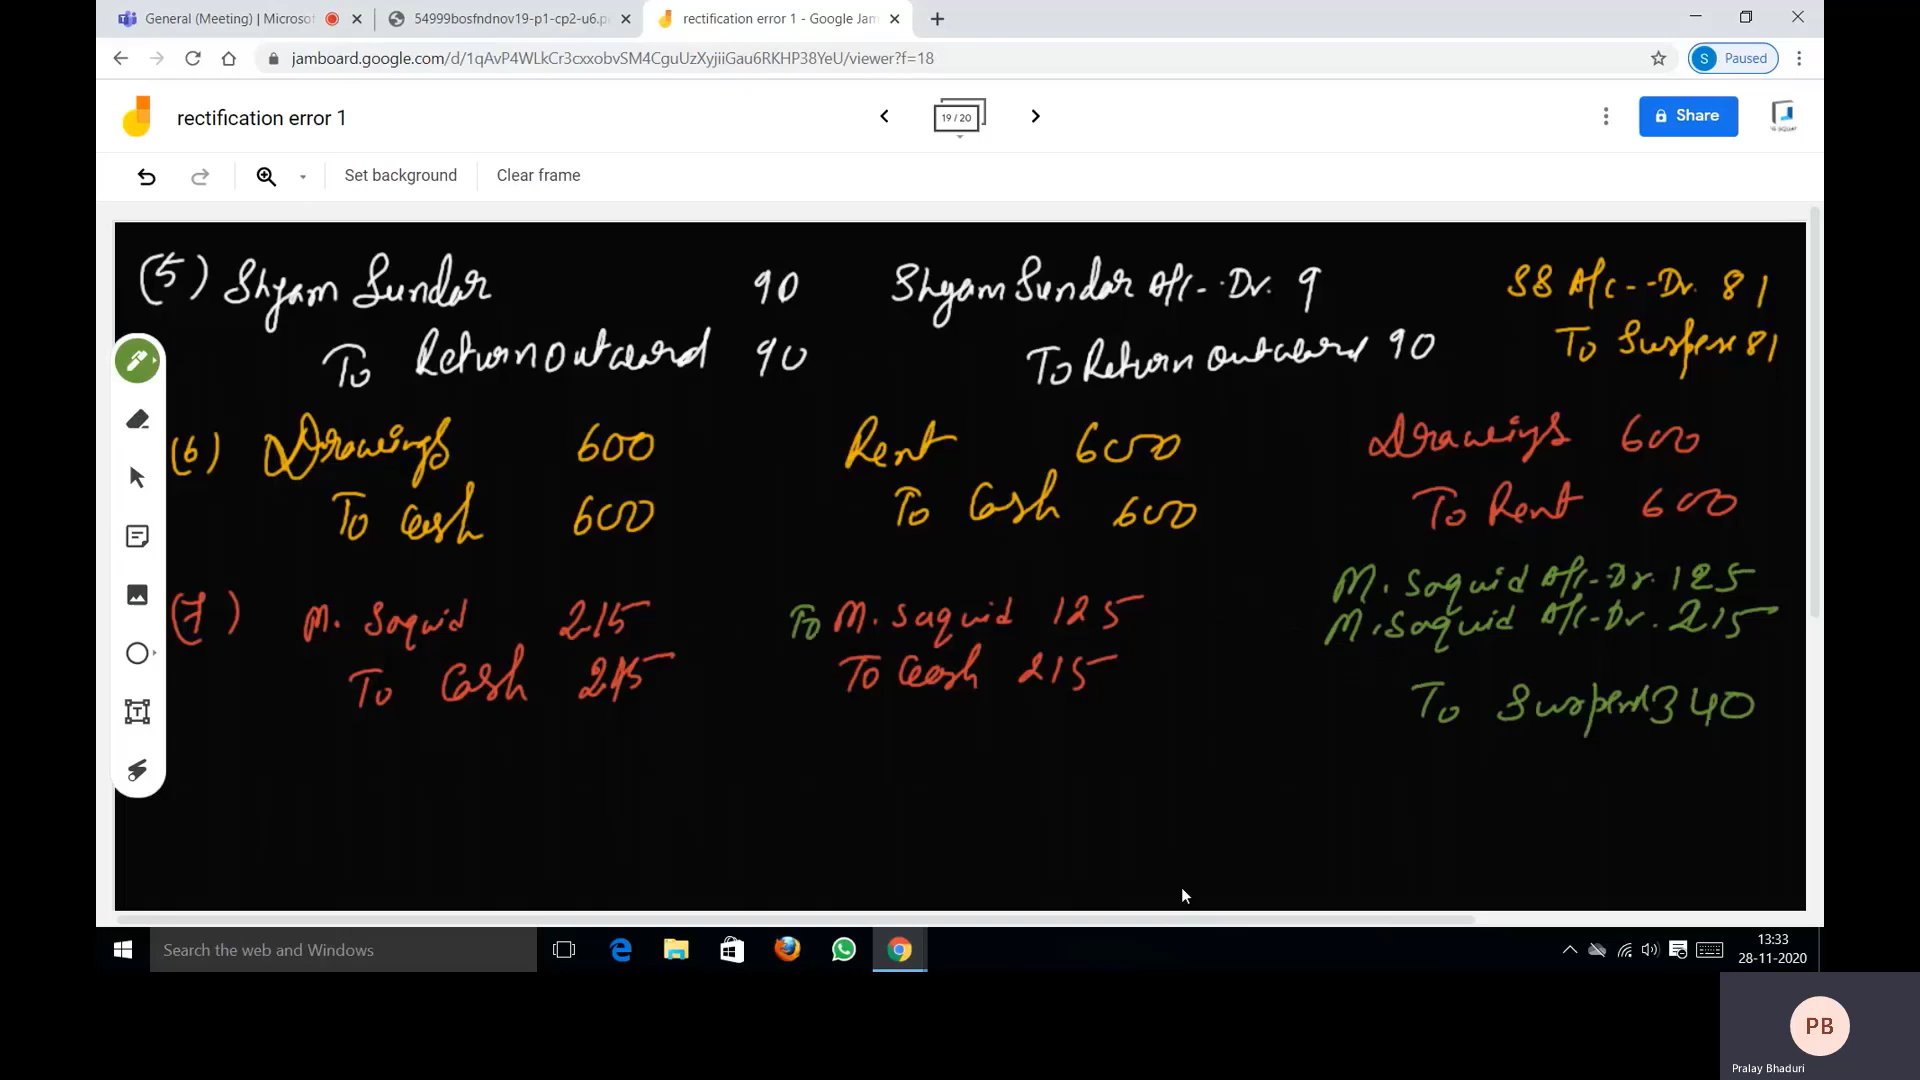 General (Meeting) | Microsof
54999bosfndnov19-p1-cp2-u6.p
rectification error 1 - Google Jam
jamboard.google.com/d/1qAvP4WLkCr3cxxobvSM4CguUzXyjiiGau6RKHP38YeU/viewer?f=18
S Paused
rectification error 1
19 / 20
Share
Set background Clear frame
(5) Shyam Sundar 90 Shyam Sundar A/c -- Dr. 9 SS A/c -- Dr. 81
To Return outward 90 To Return outward 90 To Suspense 81
(6) Drawings 600 Rent 600 Drawings 600
To Cash 600 To Cash 600 To Rent 600
M. Saquid A/c -- Dr. 125
(7) M. Saquid 215 To M. Saquid 125 M. Saquid A/c - Dr. 215
To Cash 215 To Cash 215
To Suspense 340
Search the web and Windows
13:33
28-11-2020
PB
Pralay Bhaduri